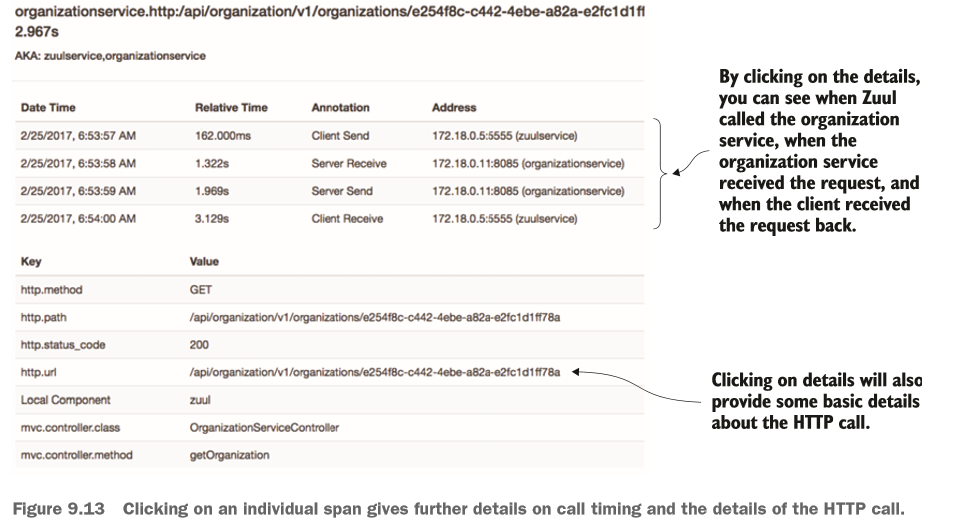 organizationservice.http:/api/organization/v1/organizations/e254f8c-c442-4ebe-a82a-e2fc1d1ff
2.967s
AKA: zuulservice,organizationservice
Date Time Relative Time Annotation Address
2/25/2017, 6:53:57 AM 162.000ms Client Send 172.18.0.5:5555 (zuulservice)
2/25/2017, 6:53:58 AM 1.322s Server Receive 172.18.0.11:8085 (organizationservice)
2/25/2017, 6:53:59 AM 1.969s Server Send 172.18.0.11:8085 (organizationservice)
2/25/2017, 6:54:00 AM 3.129s Client Receive 172.18.0.5:5555 (zuulservice)
By clicking on the details,
you can see when Zuul
called the organization
service, when the
organization service
received the request, and
when the client received
the request back.
Key Value
http.method GET
http.path /api/organization/v1/organizations/e254f8c-c442-4ebe-a82a-e2fc1d1ff78a
http.status_code 200
http.url /api/organization/v1/organizations/e254f8c-c442-4ebe-a82a-e2fc1d1ff78a
Local Component zuul
mvc.controller.class OrganizationServiceController
mvc.controller.method getOrganization
Clicking on details will also
provide some basic details
about the HTTP call.
Figure 9.13 Clicking on an individual span gives further details on call timing and the details of the HTTP call.